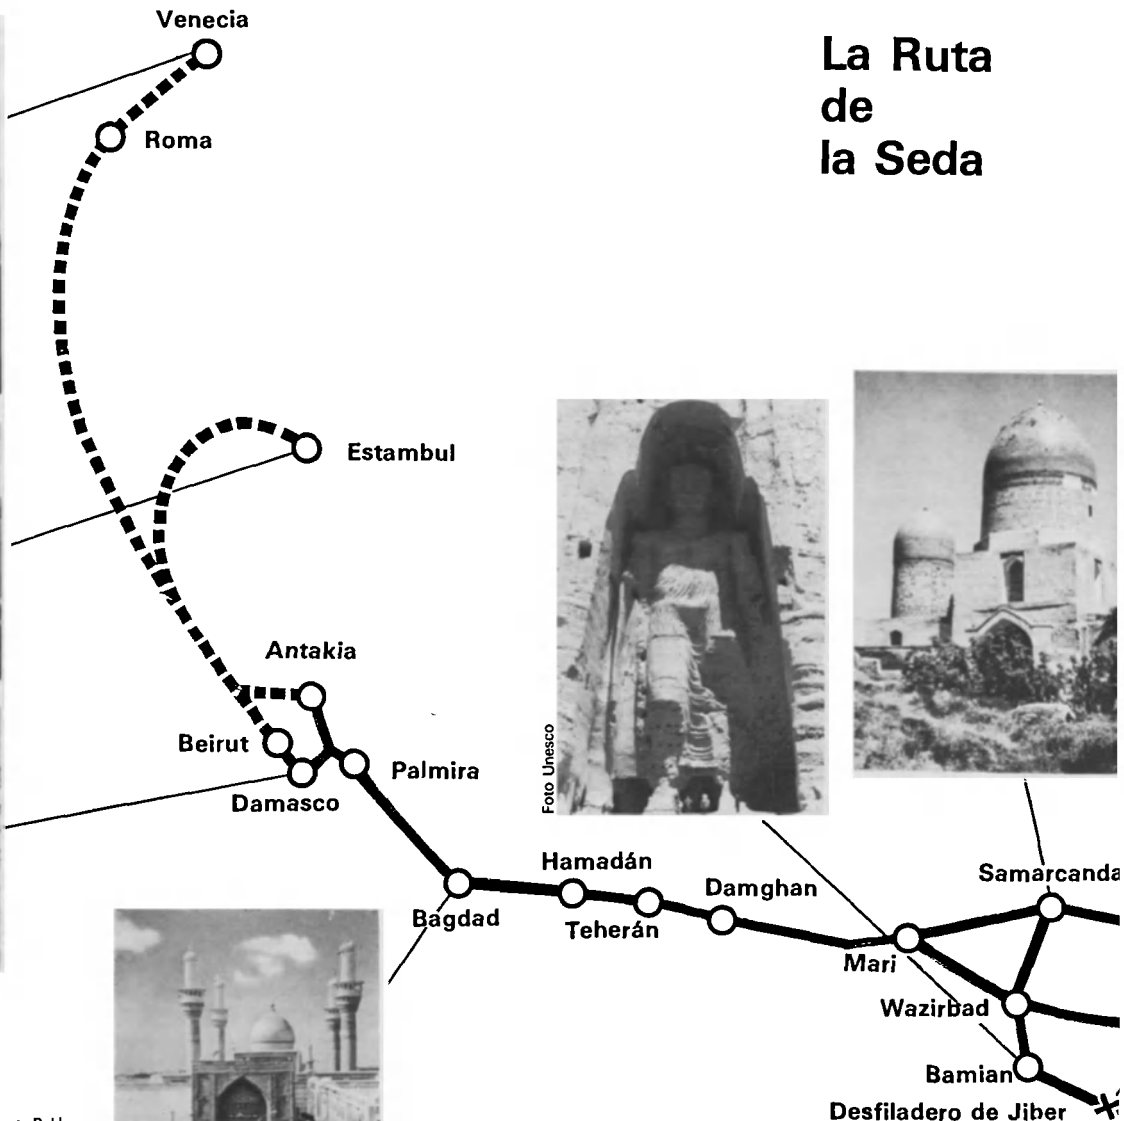 Venecia
La Ruta
de
la Seda
Roma
Estambul
Antakia
Beirut
Palmira
Damasco
Foto Unesco
Hamadán
Damghan
Samarcanda
Bagdad
Teherán
Mari
Wazirbad
Bamian
Desfiladero de Jiber